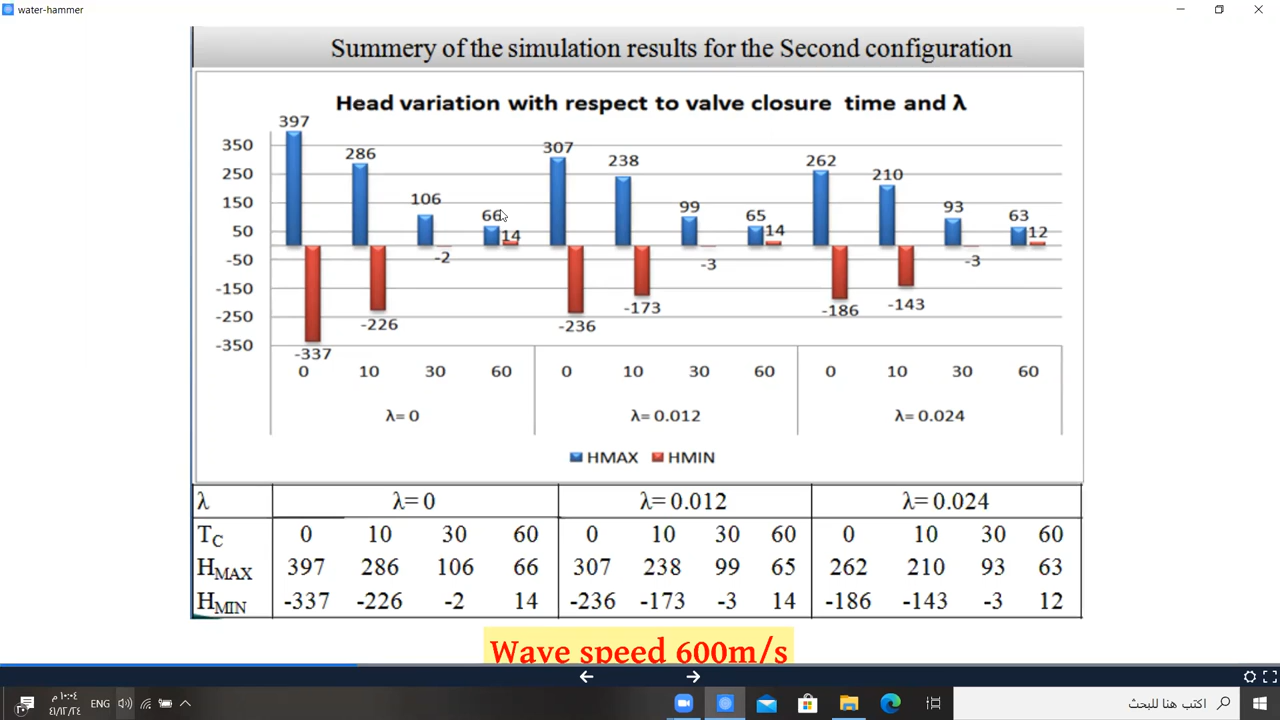 water-hammer
Summery of the simulation results for the Second configuration
Head variation with respect to valve closure time and λ
397
350
286
250
150
106
66
50
14
-2
-50
-150
-226
-250
-337
-350
307
238
99
65
14
-3
-173
-236
262
210
93
63
12
-3
-143
-186
0 10 30 60 0 10 30 60 0 10 30 60
λ= 0 λ= 0.012 λ= 0.024
HMAX HMIN
λ λ= 0 λ= 0.012 λ= 0.024
TC 0 10 30 60 0 10 30 60 0 10 30 60
HMAX 397 286 106 66 307 238 99 65 262 210 93 63
HMIN -337 -226 -2 14 -236 -173 -3 14 -186 -143 -3 12
Wave speed 600m/s
١٠:٠٤ م
ENG
٤١/١٢/٢٤
اكتب هنا للبحث